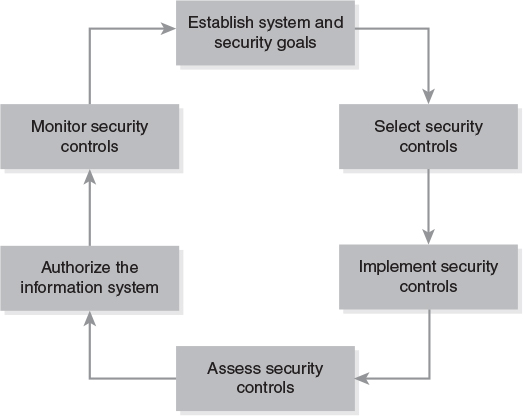 Establish system and
security goals
Select security
controls
Implement security
controls
Assess security
controls
Authorize the
information system
Monitor security
controls